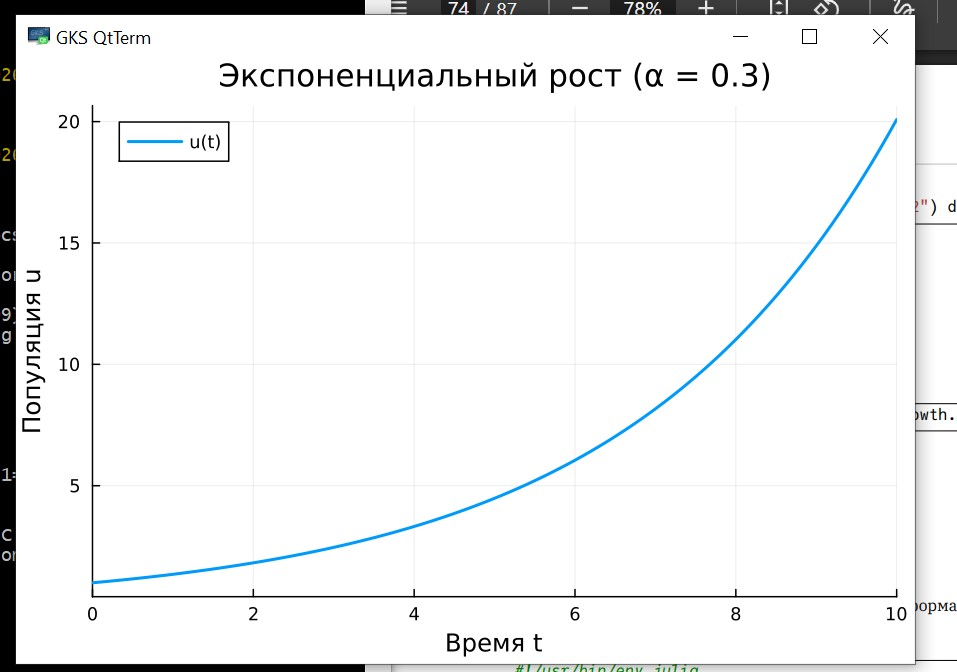 74 / 87
78%
GKS QtTerm
Экспоненциальный рост (α = 0.3)
u(t)
20
15
10
5
Популяция u
0 2 4 6 8 10
Время t
") d
owth.
#!/usr/bin/env julia